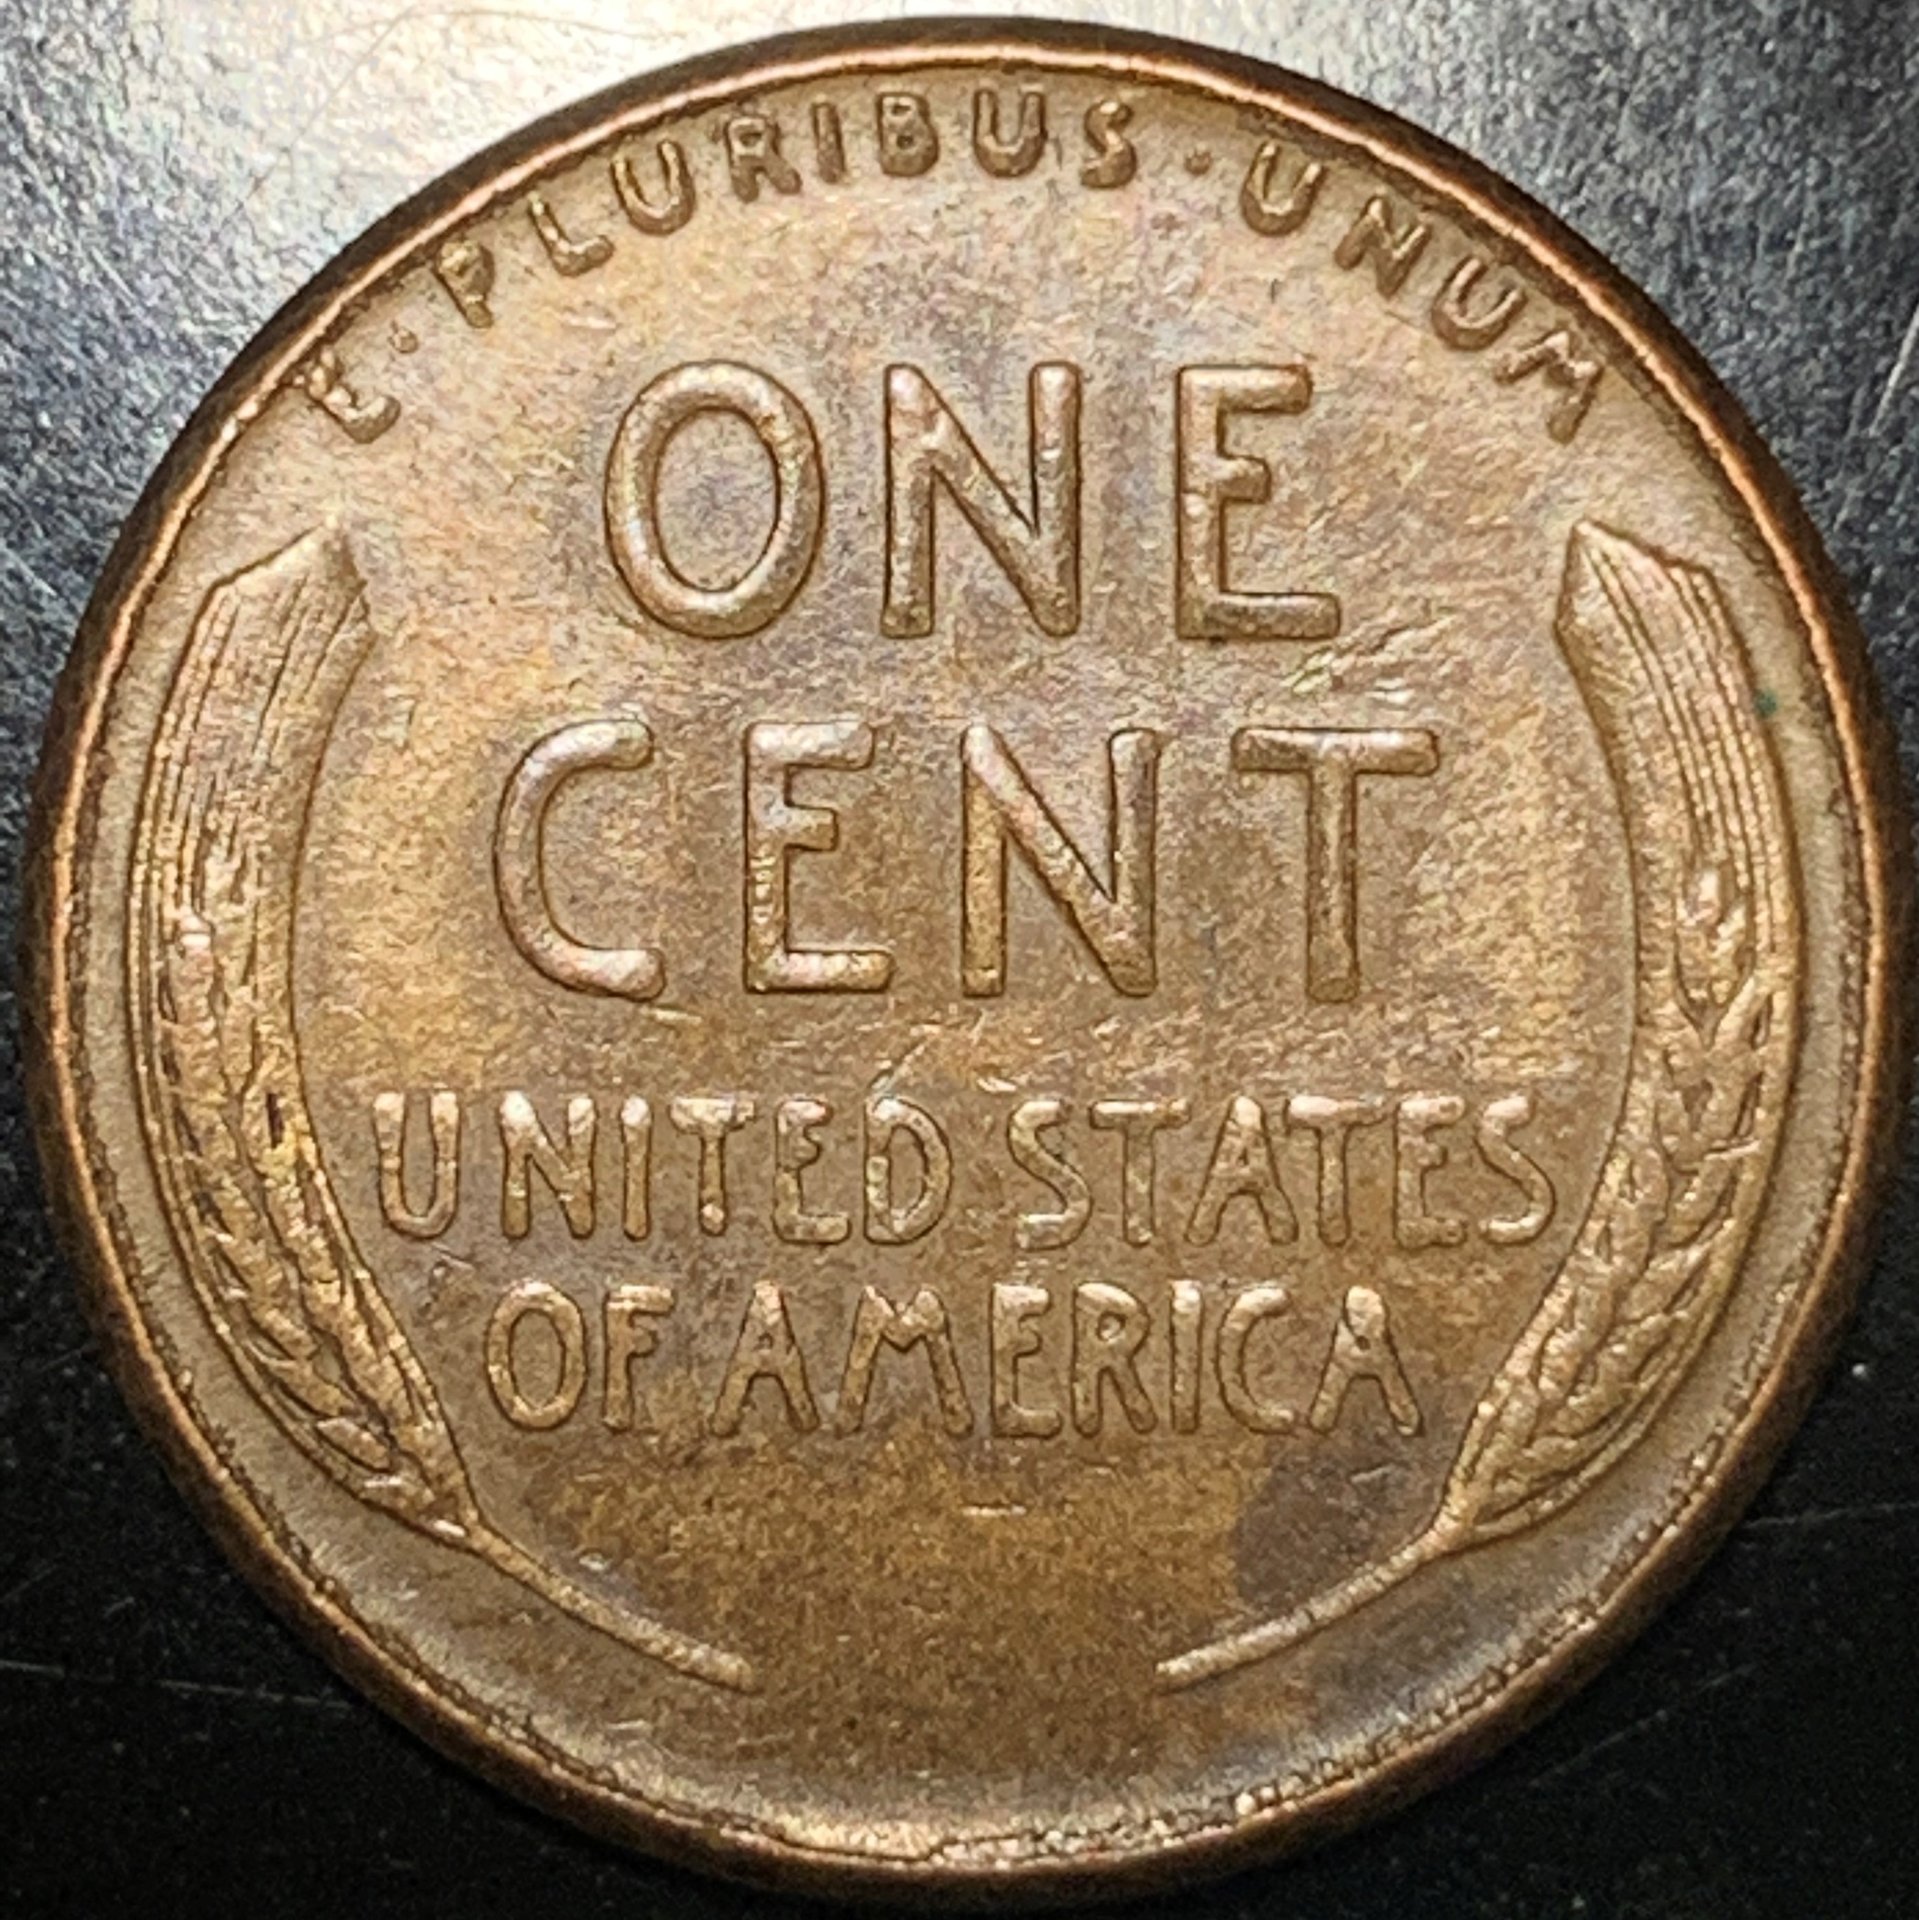 E·PLURIBUS·UNUM
ONE
CENT
UNITED STATES
OF AMERICA